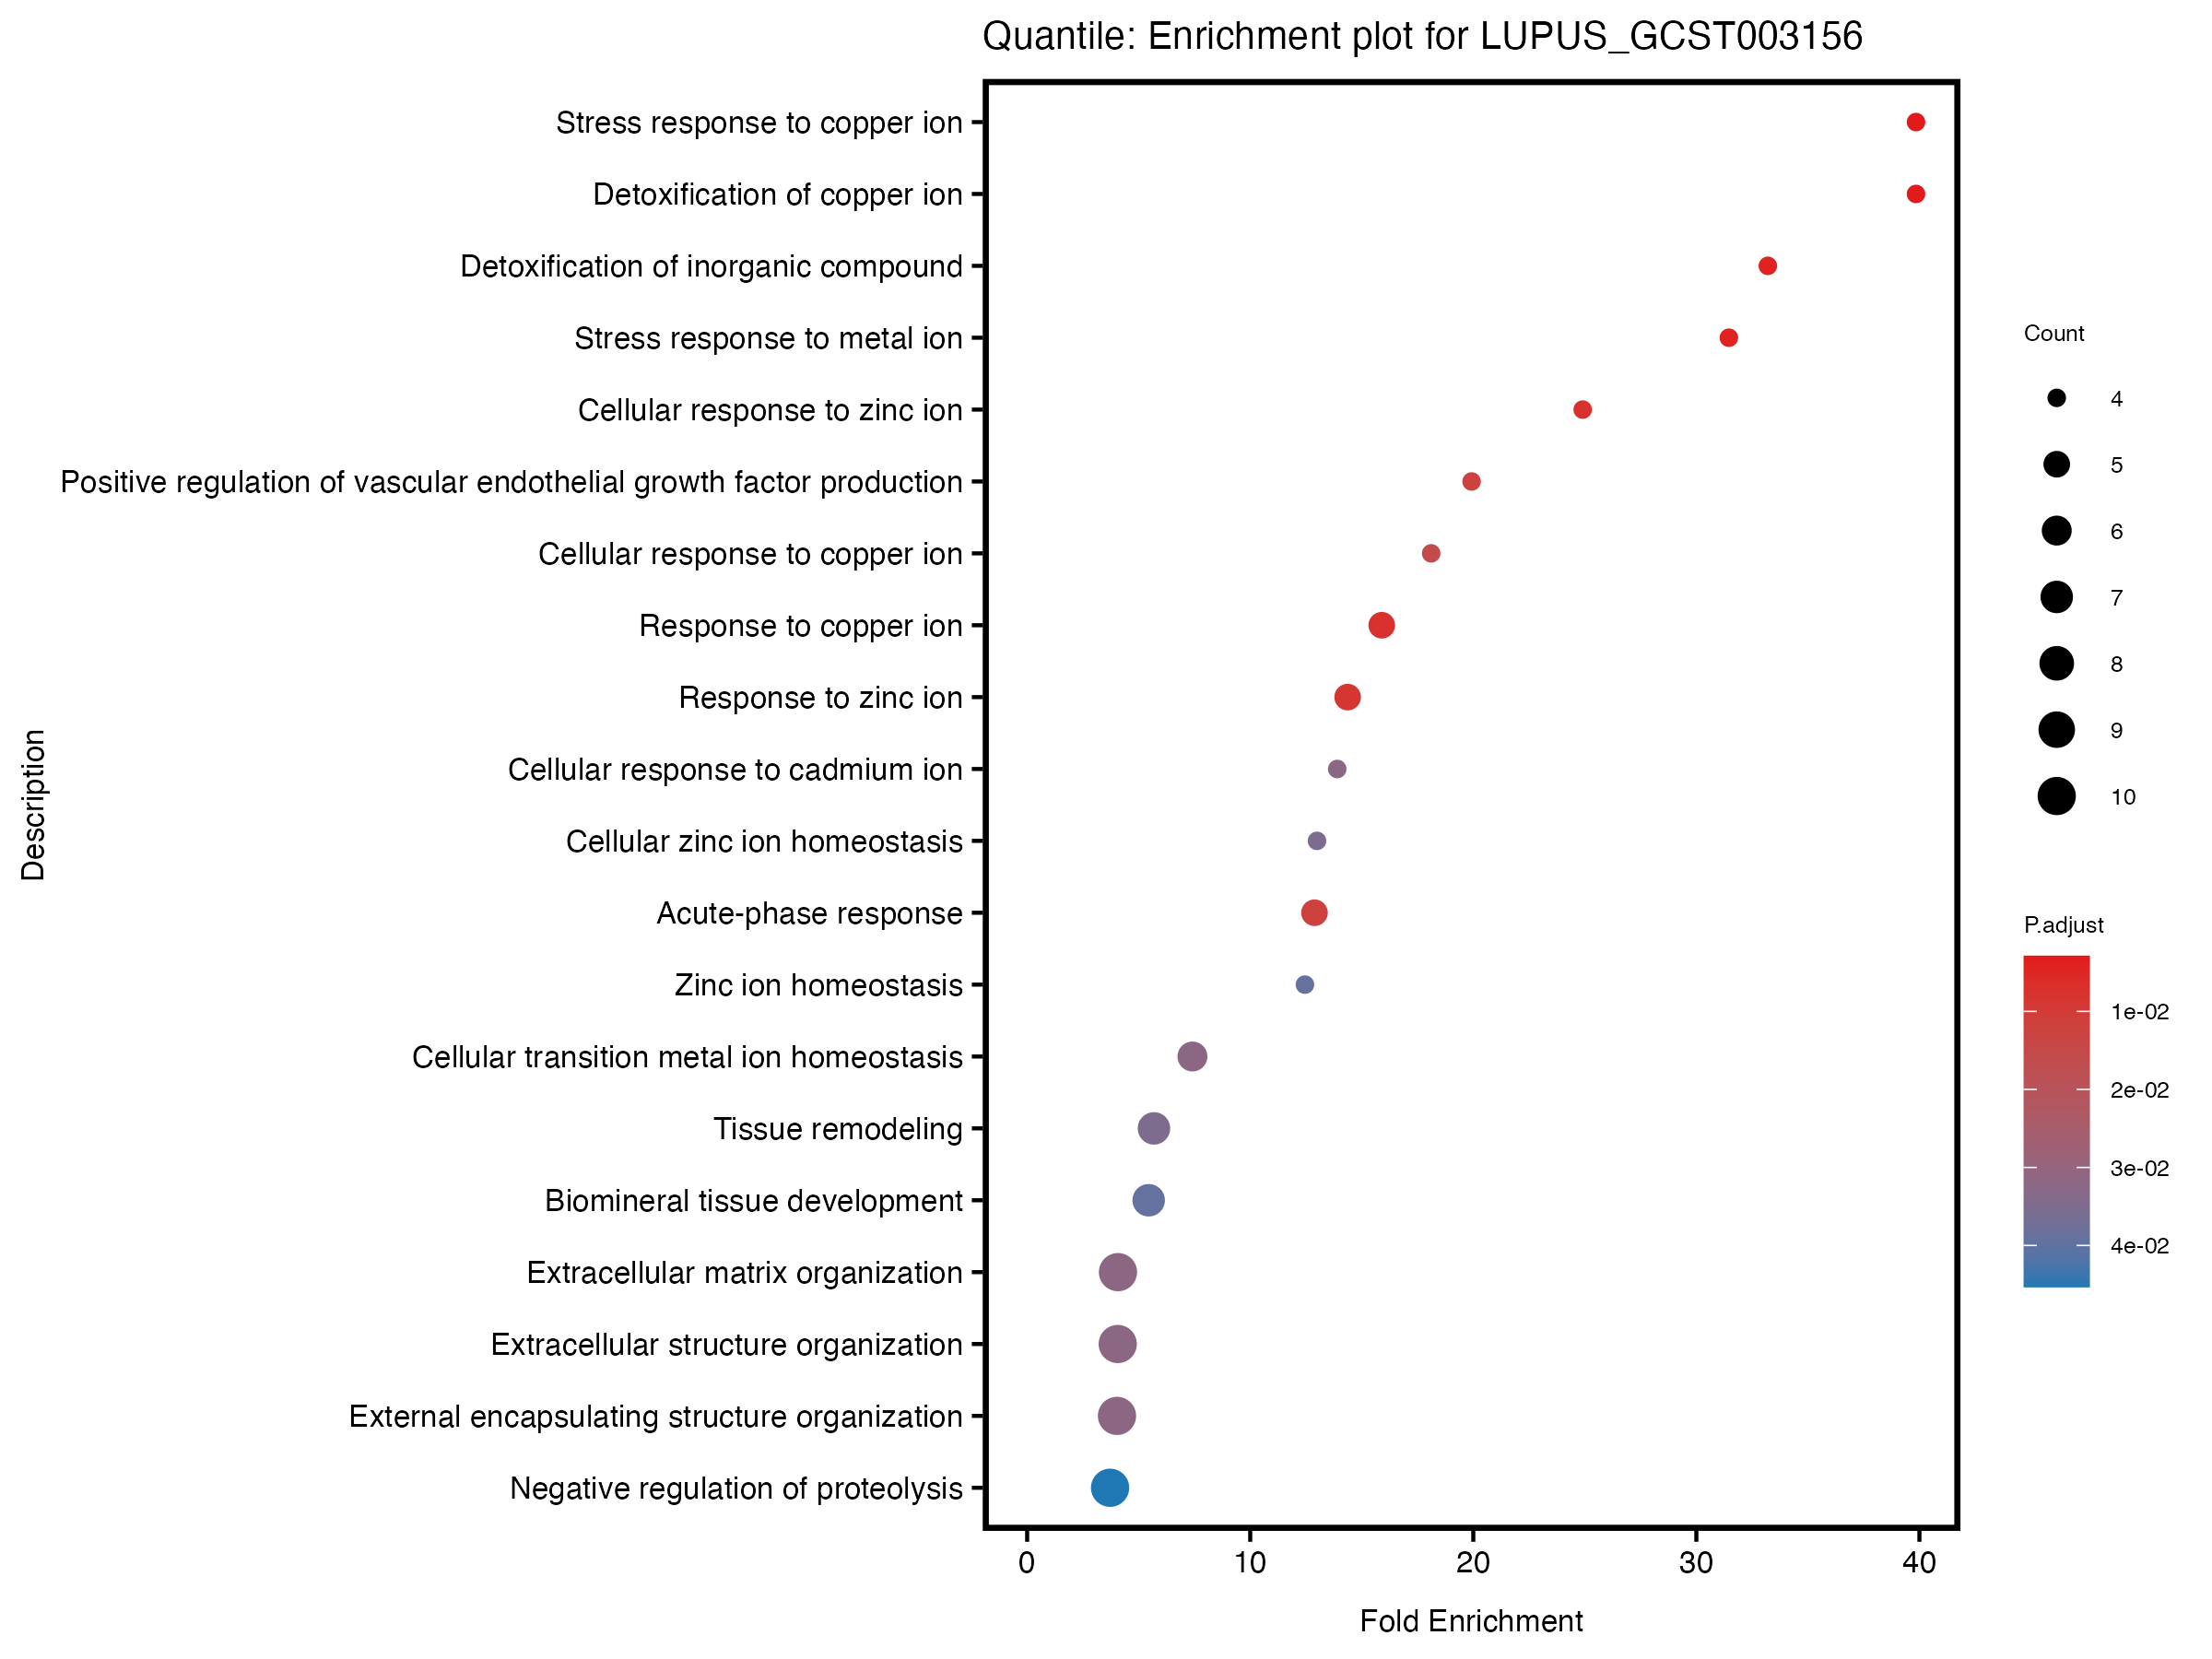 Quantile: Enrichment plot for LUPUS_GCST003156
Description
Stress response to copper ion
Detoxification of copper ion
Detoxification of inorganic compound
Stress response to metal ion
Cellular response to zinc ion
Positive regulation of vascular endothelial growth factor production
Cellular response to copper ion
Response to copper ion
Response to zinc ion
Cellular response to cadmium ion
Cellular zinc ion homeostasis
Acute-phase response
Zinc ion homeostasis
Cellular transition metal ion homeostasis
Tissue remodeling
Biomineral tissue development
Extracellular matrix organization
Extracellular structure organization
External encapsulating structure organization
Negative regulation of proteolysis
0 10 20 30 40
Fold Enrichment
Count
4
5
6
7
8
9
10
P.adjust
1e-02
2e-02
3e-02
4e-02